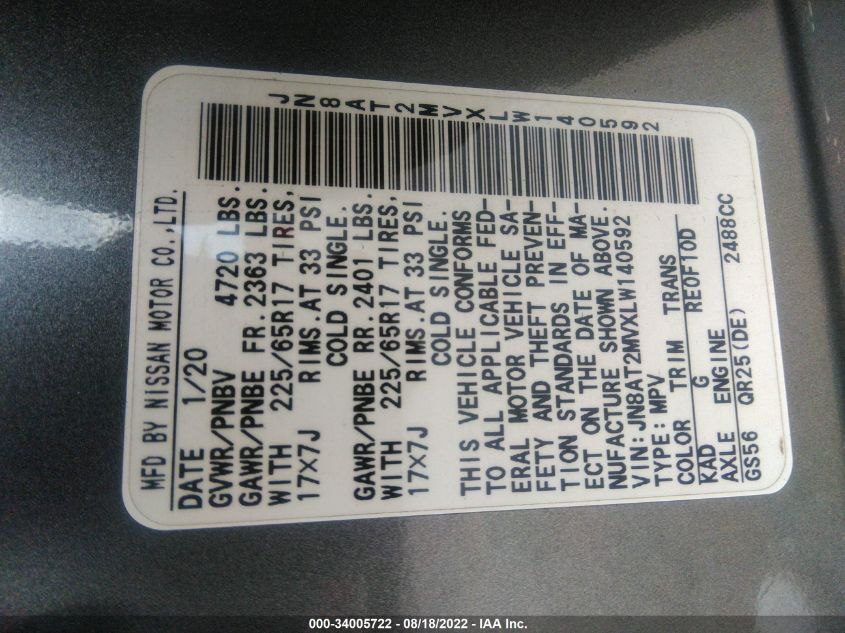 JN8AT2MVXLW140592
MFD BY NISSAN MOTOR CO.,LTD.
DATE 1/20
GVWR/PNBV 4720 LBS.
GAWR/PNBE FR. 2363 LBS.
WITH 225/65R17 TIRES,
17X7J RIMS.AT 33 PSI
COLD SINGLE.
GAWR/PNBE RR. 2401 LBS.
WITH 225/65R17 TIRES,
17X7J RIMS.AT 33 PSI
COLD SINGLE.
THIS VEHICLE CONFORMS
TO ALL APPLICABLE FED-
ERAL MOTOR VEHICLE SA-
FETY AND THEFT PREVEN-
TION STANDARDS IN EFF-
ECT ON THE DATE OF MA-
NUFACTURE SHOWN ABOVE.
VIN:JN8AT2MVXLW140592
TYPE:MPV
COLOR TRIM TRANS
KAD G RE0F10D
AXLE ENGINE
GS56 QR25(DE) 2488CC
000-34005722 - 08/18/2022 - IAA Inc.